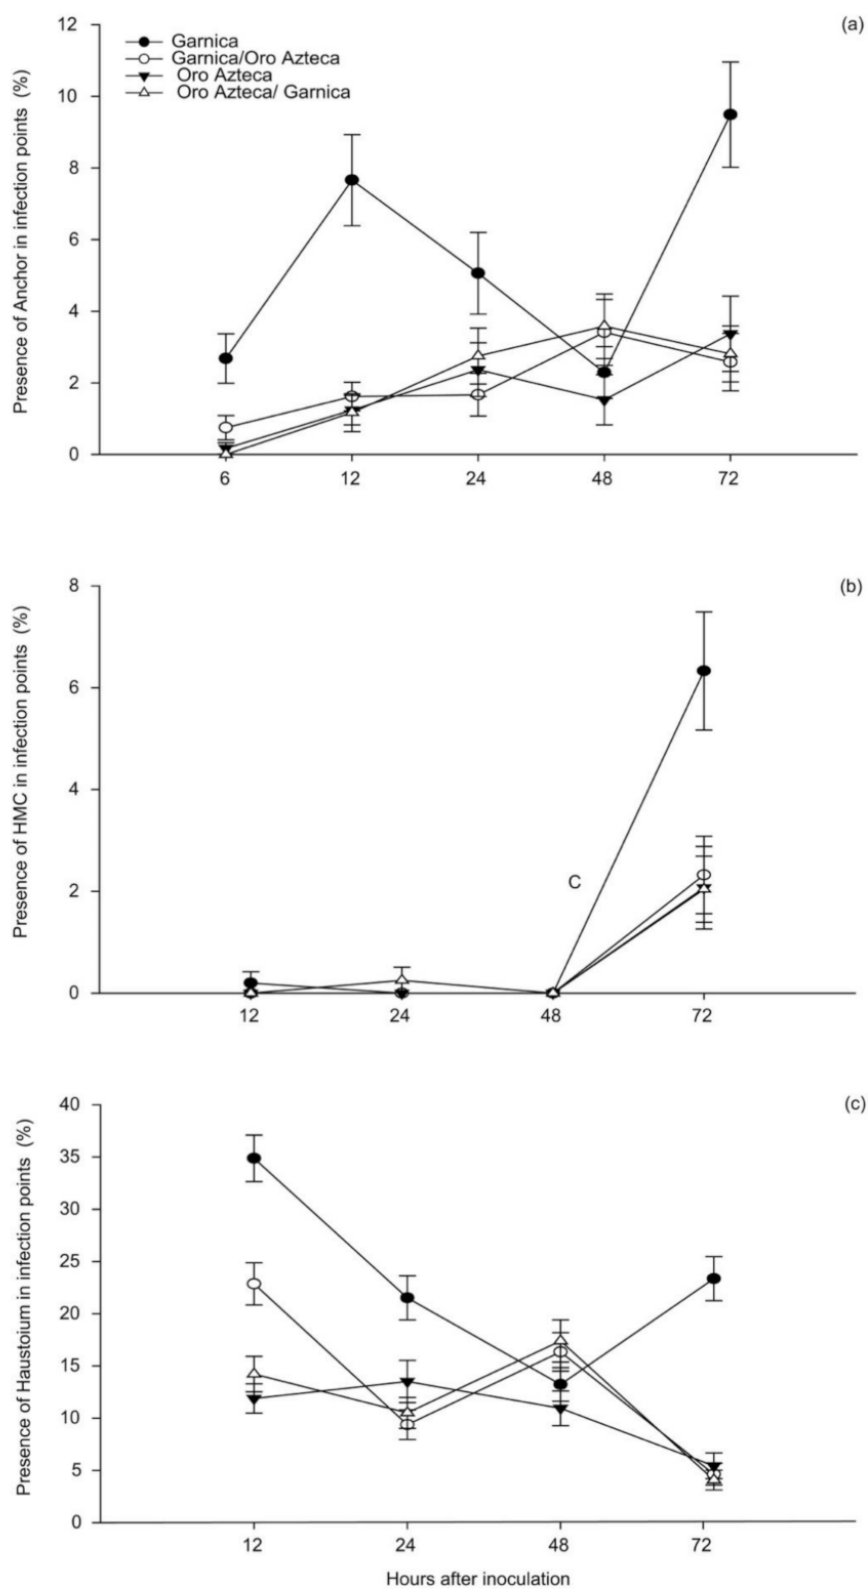 12
(a)
Garnica
Garnica/Oro Azteca
Oro Azteca
Oro Azteca/ Garnica
10
8
6
4
2
0
Presence of Anchor in infection points (%)
6 12 24 48 72
8
(b)
6
4
2
0
C
Presence of HMC in infection points (%)
12 24 48 72
40
(c)
35
30
25
20
15
10
5
0
Presence of Haustoium in infection points (%)
12 24 48 72
Hours after inoculation